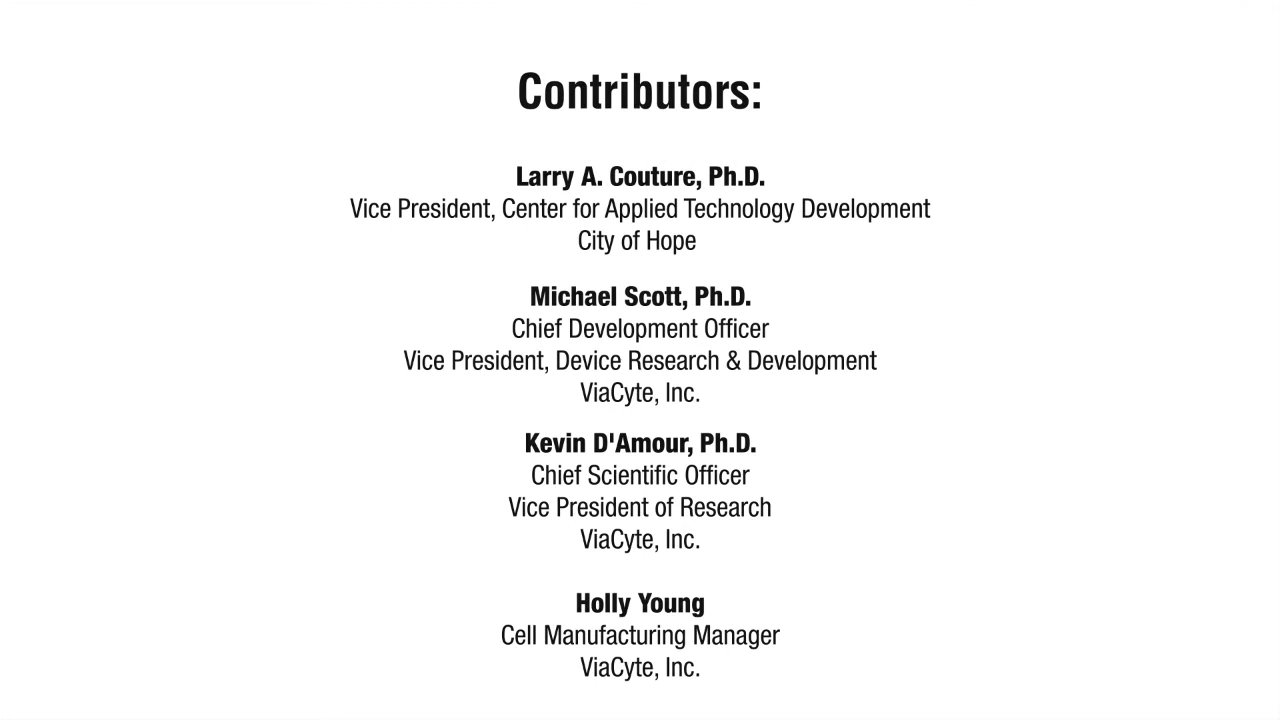 Contributors:
Larry A. Couture, Ph.D.
Vice President, Center for Applied Technology Development
City of Hope
Michael Scott, Ph.D.
Chief Development Officer
Vice President, Device Research & Development
ViaCyte, Inc.
Kevin D'Amour, Ph.D.
Chief Scientific Officer
Vice President of Research
ViaCyte, Inc.
Holly Young
Cell Manufacturing Manager
ViaCyte, Inc.